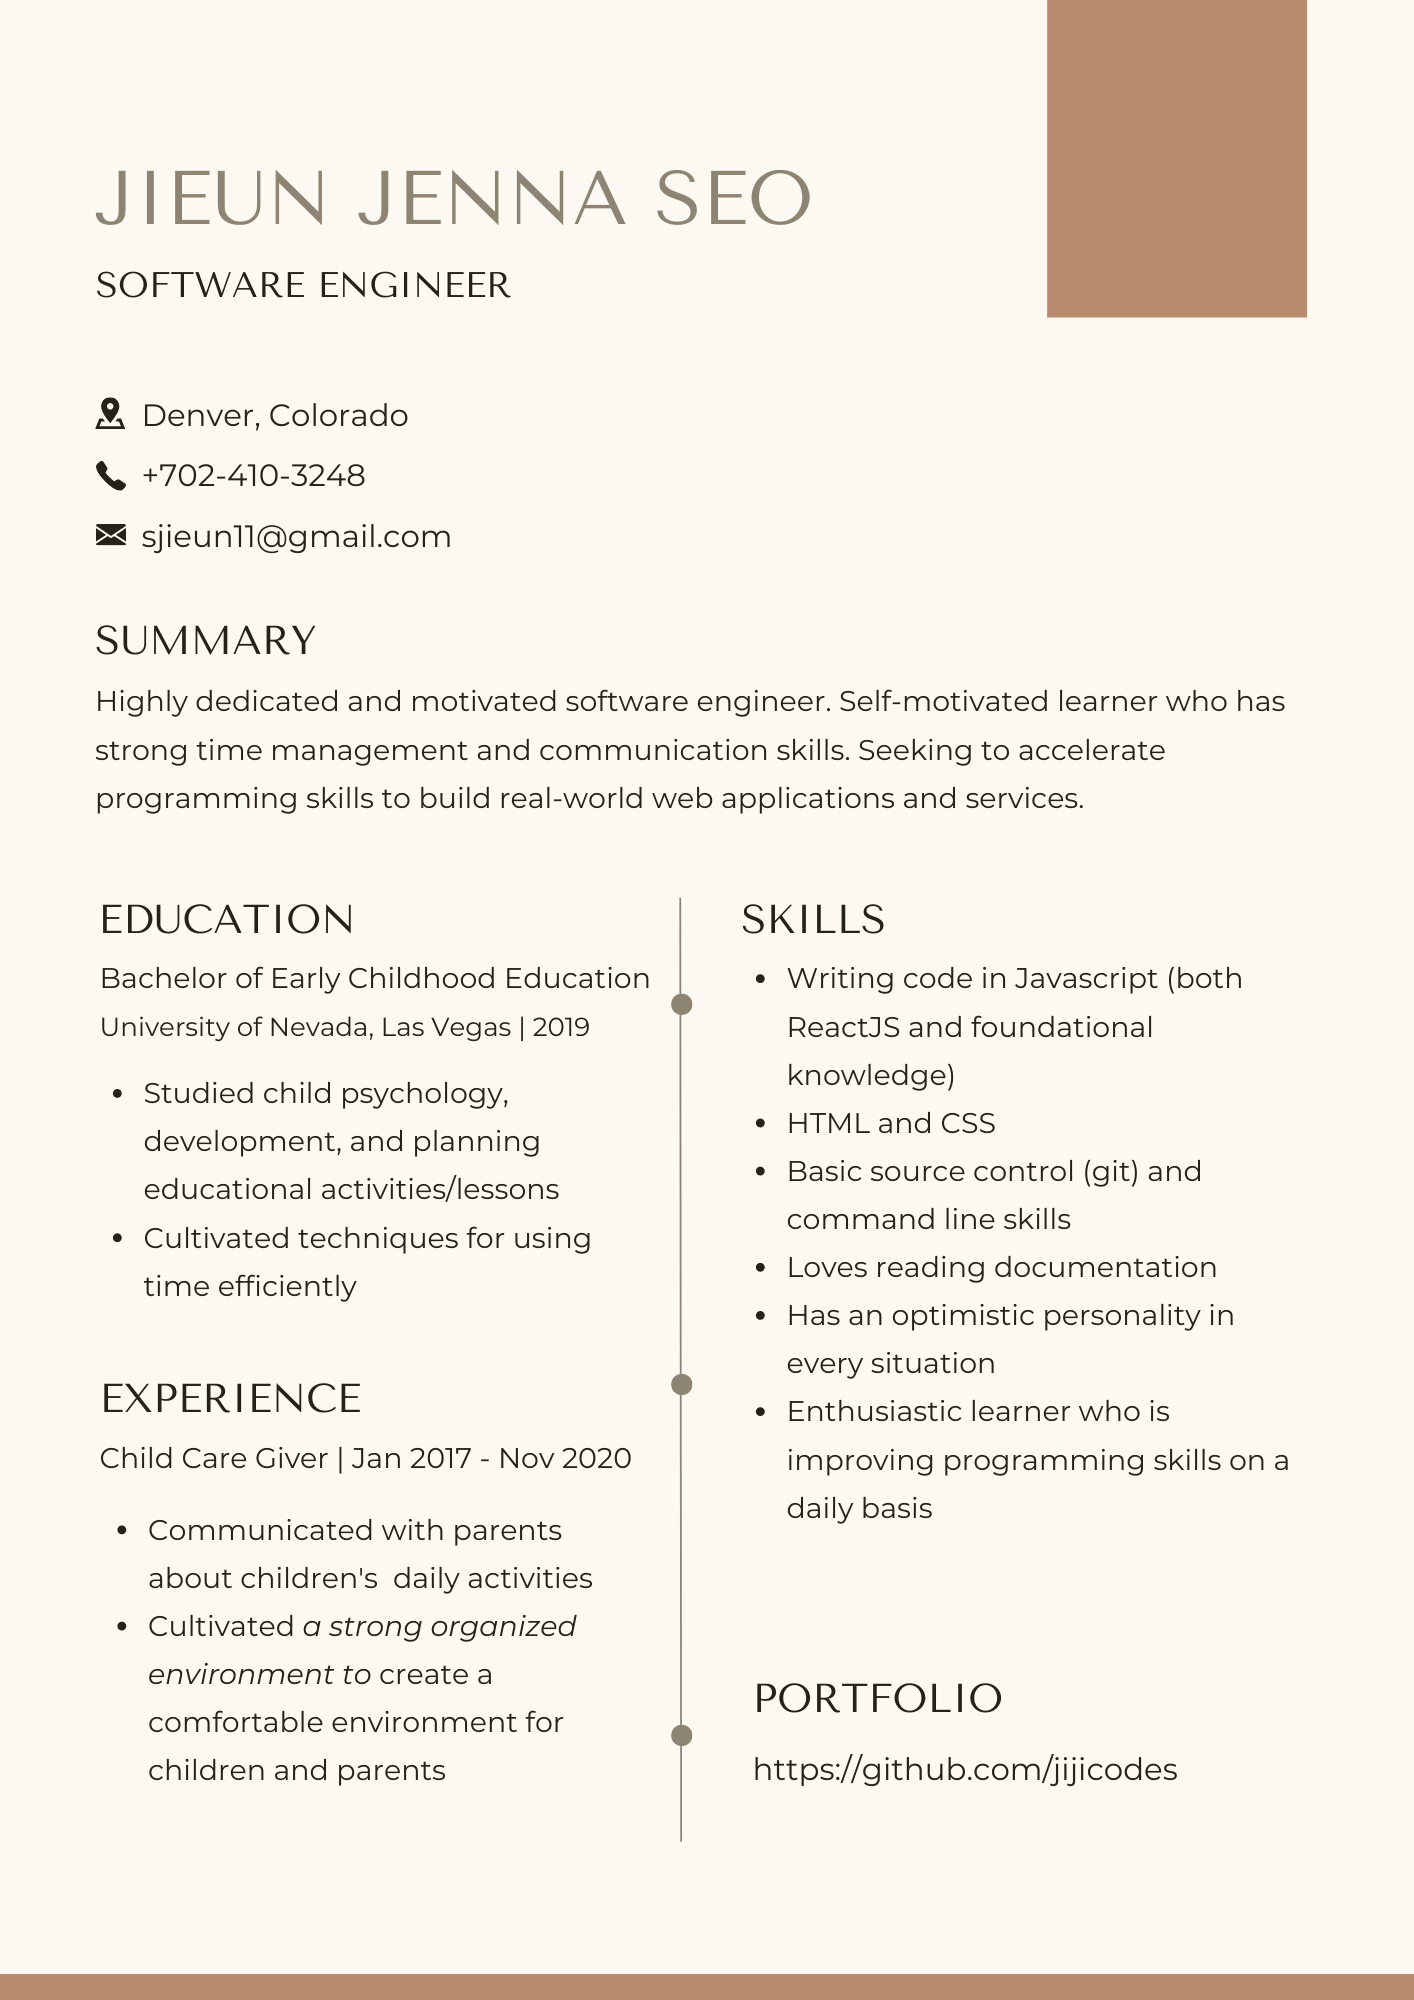 JIEUN JENNA SEO
SOFTWARE ENGINEER
Denver, Colorado
+702-410-3248
sjieun11@gmail.com
SUMMARY
Highly dedicated and motivated software engineer. Self-motivated learner who has
strong time management and communication skills. Seeking to accelerate
programming skills to build real-world web applications and services.
EDUCATION
Bachelor of Early Childhood Education
University of Nevada, Las Vegas | 2019
• Studied child psychology,
development, and planning
educational activities/lessons
• Cultivated techniques for using
time efficiently
EXPERIENCE
Child Care Giver | Jan 2017 - Nov 2020
• Communicated with parents
about children's  daily activities
• Cultivated a strong organized
environment to create a
comfortable environment for
children and parents
SKILLS
• Writing code in Javascript (both
ReactJS and foundational
knowledge)
• HTML and CSS
• Basic source control (git) and
command line skills
• Loves reading documentation
• Has an optimistic personality in
every situation
• Enthusiastic learner who is
improving programming skills on a
daily basis
PORTFOLIO
https://github.com/jijicodes